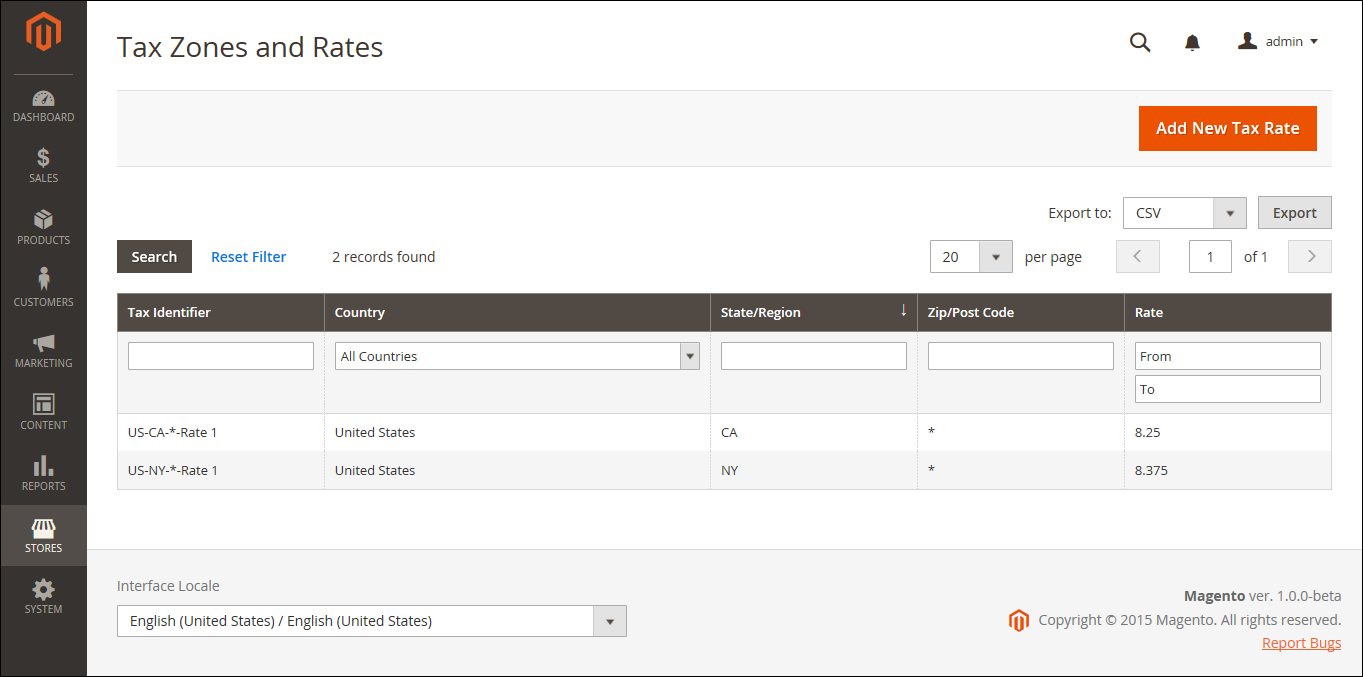 Tax Zones and Rates
admin
DASHBOARD
SALES
PRODUCTS
CUSTOMERS
MARKETING
CONTENT
REPORTS
STORES
SYSTEM
Add New Tax Rate
Export to: CSV Export
Search Reset Filter 2 records found 20 per page 1 of 1
Tax Identifier Country State/Region Zip/Post Code Rate
All Countries From
To
US-CA-*-Rate 1 United States CA * 8.25
US-NY-*-Rate 1 United States NY * 8.375
Interface Locale
English (United States) / English (United States)
Magento ver. 1.0.0-beta
Copyright © 2015 Magento. All rights reserved.
Report Bugs